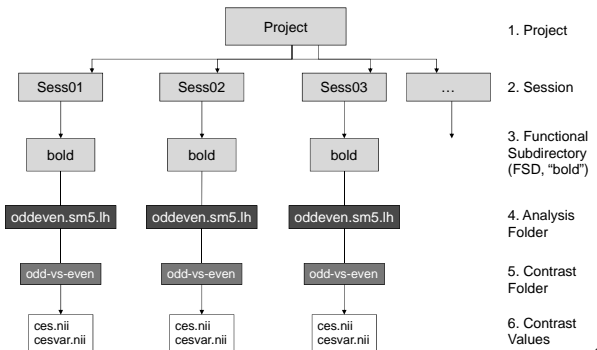 Project
1. Project
Sess01
Sess02
Sess03
...
2. Session
bold
bold
bold
3. Functional
Subdirectory
(FSD, “bold”)
oddeven.sm5.lh
oddeven.sm5.lh
oddeven.sm5.lh
4. Analysis
Folder
odd-vs-even
odd-vs-even
odd-vs-even
5. Contrast
Folder
ces.nii
cesvar.nii
ces.nii
cesvar.nii
ces.nii
cesvar.nii
6. Contrast
Values